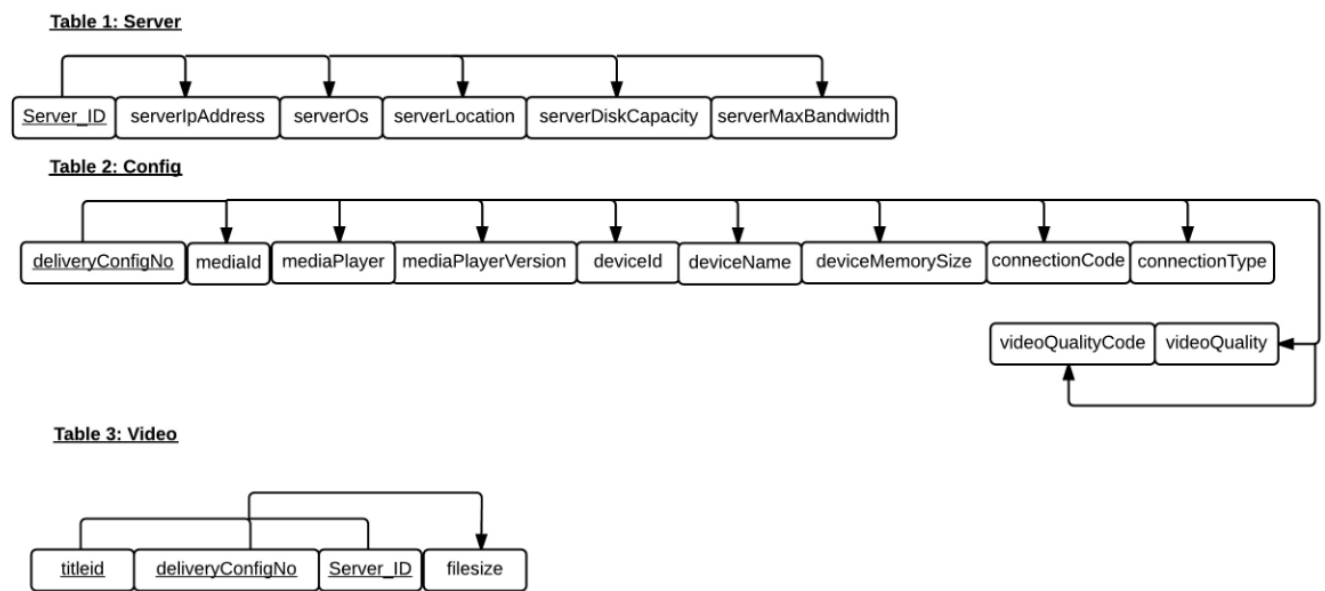 Table 1: Server
Server_ID serverIpAddress serverOs serverLocation serverDiskCapacity serverMaxBandwidth
Table 2: Config
deliveryConfigNo mediaId mediaPlayer mediaPlayerVersion deviceId deviceName deviceMemorySize connectionCode connectionType
videoQualityCode videoQuality
Table 3: Video
titleid deliveryConfigNo Server_ID filesize